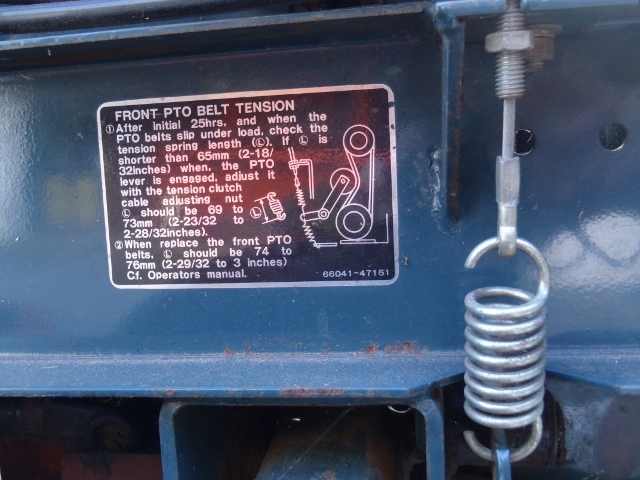 FRONT PTO BELT TENSION
① After initial 25hrs, and when the
PTO belts slip under load, check the
tension spring length (Ⓛ). If Ⓛ is
shorter than 65mm (2-18/
32inches) when, the PTO
lever is engaged, adjust it
with the tension clutch
cable adjusting nut
Ⓛ should be 69 to
73mm (2-23/32 to
2-28/32inches).
Ⓛ
② When replace the front PTO
belts, Ⓛ should be 74 to
76mm (2-29/32 to 3 inches)
Cf. Operators manual.
66041-47151